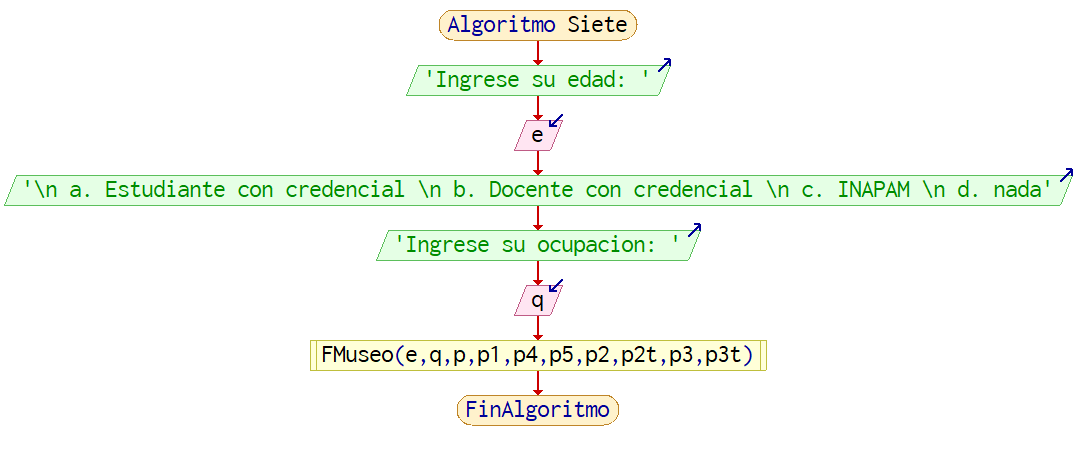 Algoritmo Siete
'Ingrese su edad: '
e
'\n a. Estudiante con credencial \n b. Docente con credencial \n c. INAPAM \n d. nada'
'Ingrese su ocupacion: '
q
FMuseo(e,q,p,p1,p4,p5,p2,p2t,p3,p3t)
FinAlgoritmo